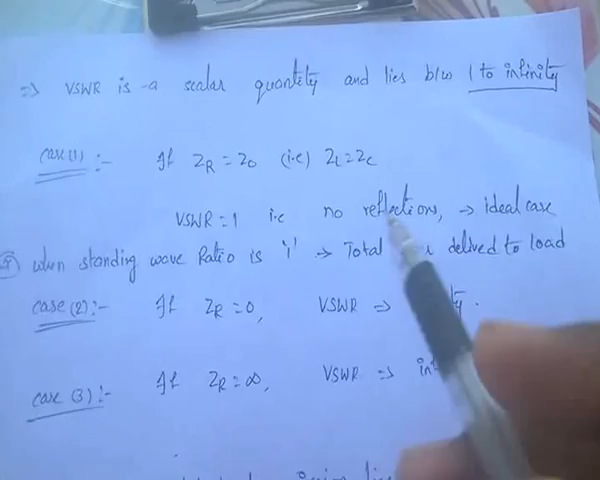 => VSWR is a scalar quantity and lies b/w 1 to infinity
Case (1) :- If ZR = Z0 (i.e) ZL = ZC
VSWR = 1 i.e no reflections, → ideal case
when standing wave Ratio is '1' → Total delived to load
Case (2) :- If ZR = 0, VSWR =>
Case (3) :- If ZR = ∞, VSWR =>